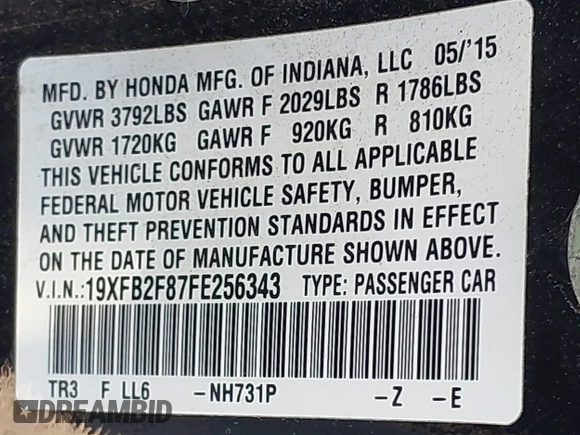 MFD. BY HONDA MFG. OF INDIANA, LLC 05/'15
GVWR 3792LBS GAWR F 2029LBS R 1786LBS
GVWR 1720KG GAWR F 920KG R 810KG
THIS VEHICLE CONFORMS TO ALL APPLICABLE
FEDERAL MOTOR VEHICLE SAFETY, BUMPER,
AND THEFT PREVENTION STANDARDS IN EFFECT
ON THE DATE OF MANUFACTURE SHOWN ABOVE.
V.I.N.:19XFB2F87FE256343 TYPE: PASSENGER CAR
TR3 F LL6 -NH731P -Z -E
DREAMBID